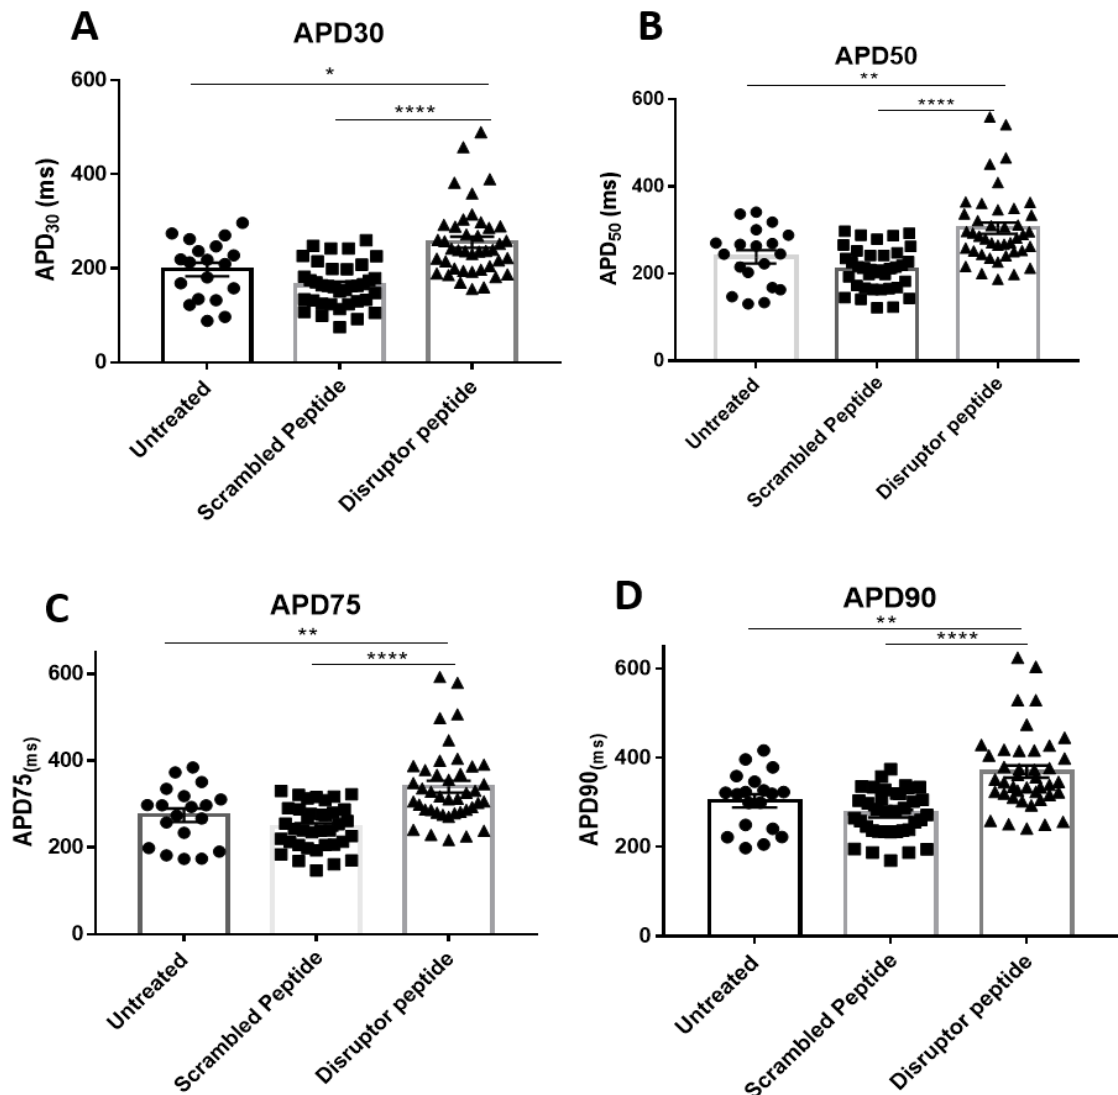 A
APD30
*
****
600
400
200
0
APD30 (ms)
Untreated
Scrambled Peptide
Disruptor peptide
B
APD50
**
****
600
400
200
0
APD50 (ms)
Untreated
Scrambled Peptide
Disruptor peptide
C
APD75
**
****
600
400
200
0
APD75(ms)
Untreated
Scrambled Peptide
Disruptor peptide
D
APD90
**
****
600
400
200
0
APD90(ms)
Untreated
Scrambled Peptide
Disruptor peptide